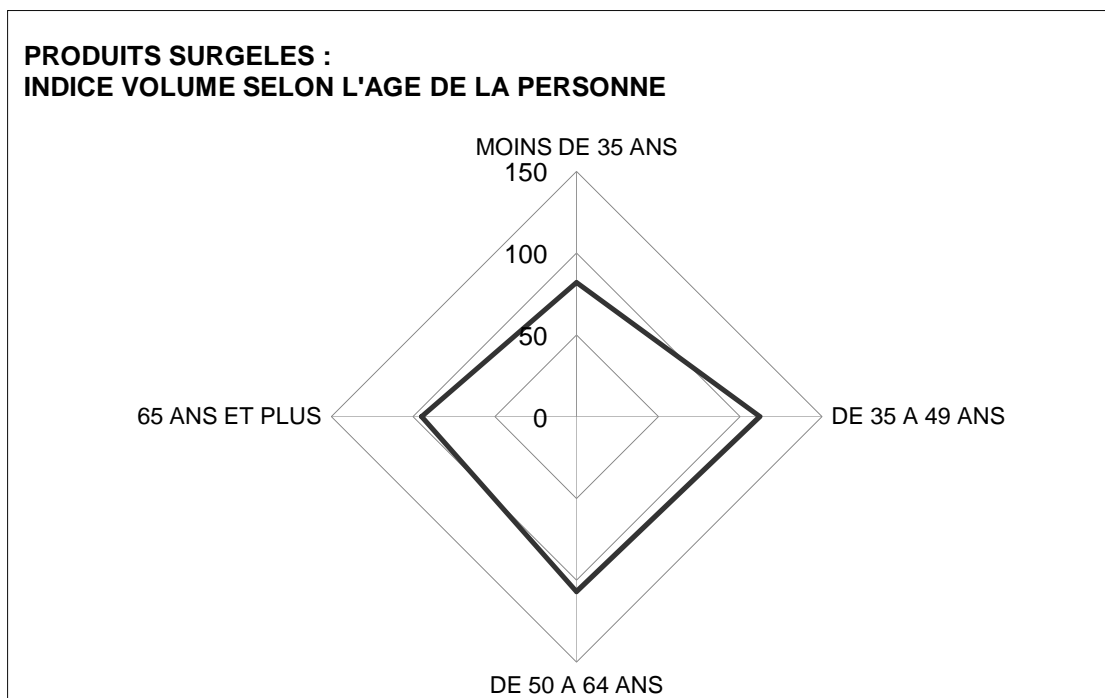 PRODUITS SURGELES :
INDICE VOLUME SELON L'AGE DE LA PERSONNE
MOINS DE 35 ANS
150
100
50
65 ANS ET PLUS
0
DE 35 A 49 ANS
DE 50 A 64 ANS